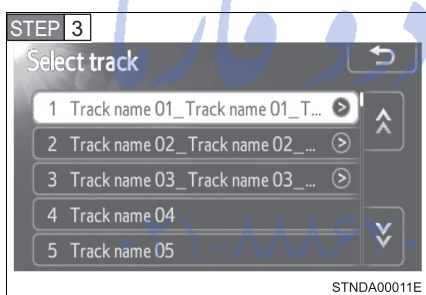 STEP 3
Select track
1 Track name 01_Track name 01_T...
2 Track name 02_Track name 02_...
3 Track name 03_Track name 03_...
4 Track name 04
5 Track name 05
STNDA00011E